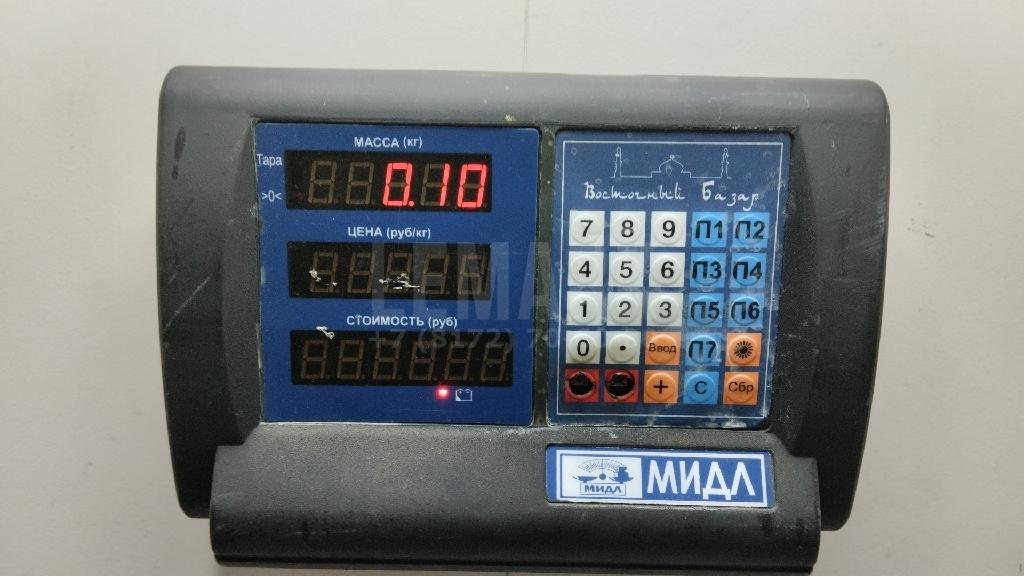 МАССА (кг)
Тара
0.10
>0<
ЦЕНА (руб/кг)
СТОИМОСТЬ (руб)
Восточный Базар
7 8 9 П1 П2
4 5 6 П3 П4
1 2 3 П5 П6
0 • Ввод П7
+ С Сбр
МИДЛ
МИДЛ